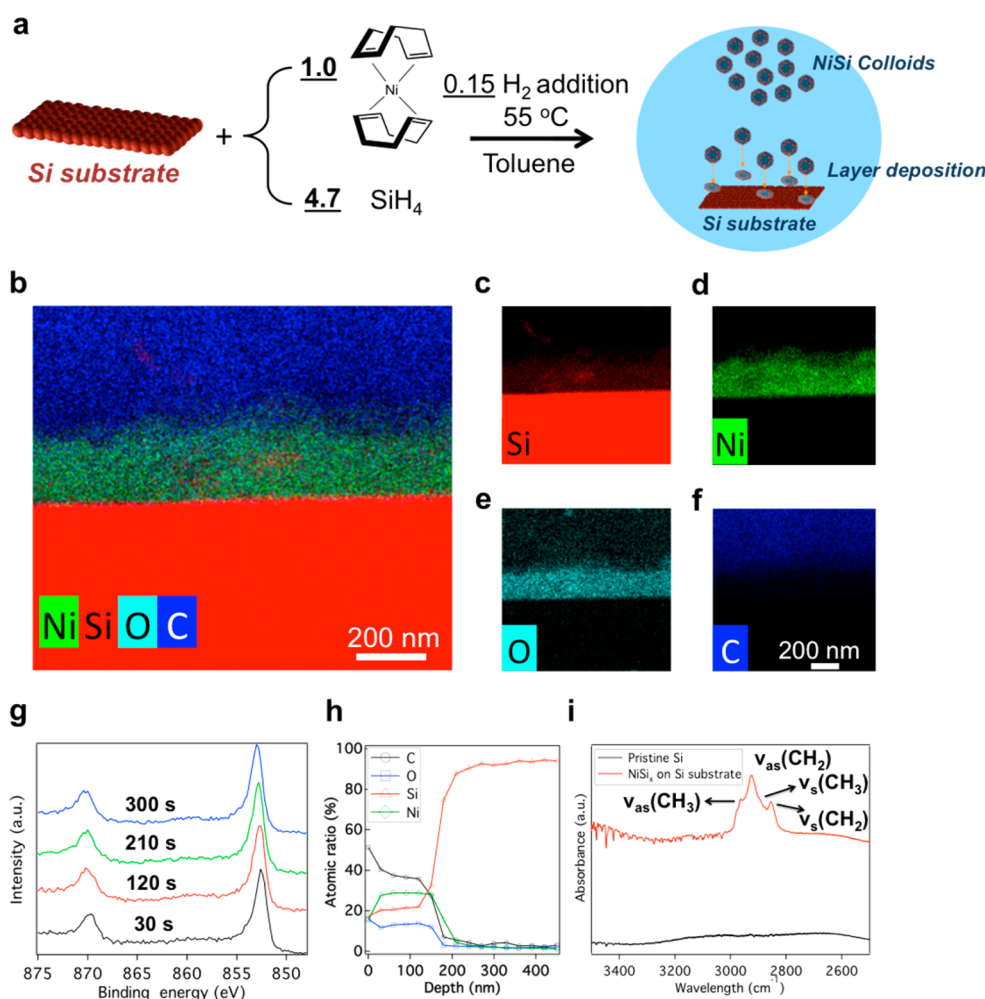 a
Si substrate
+
1.0
Ni
4.7 SiH4
0.15 H2 addition
55 °C
Toluene
NiSi Colloids
Layer deposition
Si substrate
b
Ni Si O C
200 nm
c
Si
d
Ni
e
O
f
C
200 nm
g
Intensity (a.u.)
300 s
210 s
120 s
30 s
875 870 865 860 855 850
Binding energy (eV)
h
Atomic ratio (%)
100
80
60
40
20
0
C
O
Si
Ni
0 100 200 300 400
Depth (nm)
i
Absorbance (a.u.)
Pristine Si
NiSix on Si substrate
vas(CH2)
vas(CH3)
vs(CH3)
vs(CH2)
3400 3200 3000 2800 2600
Wavelength (cm-1)